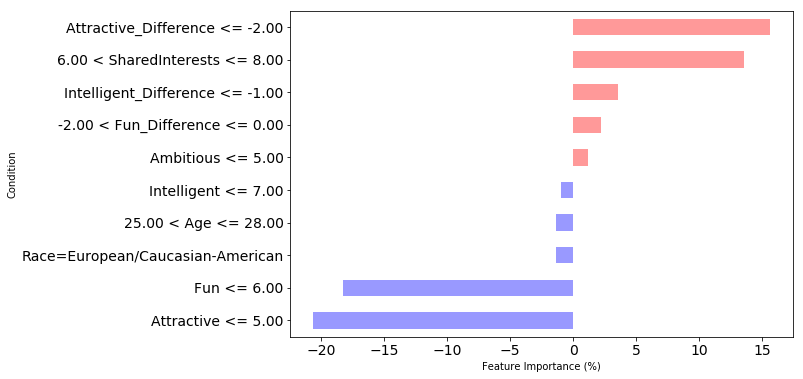 Attractive_Difference <= -2.00
6.00 < SharedInterests <= 8.00
Intelligent_Difference <= -1.00
-2.00 < Fun_Difference <= 0.00
Ambitious <= 5.00
Intelligent <= 7.00
25.00 < Age <= 28.00
Race=European/Caucasian-American
Fun <= 6.00
Attractive <= 5.00
Condition
−20 −15 −10 −5 0 5 10 15
Feature Importance (%)